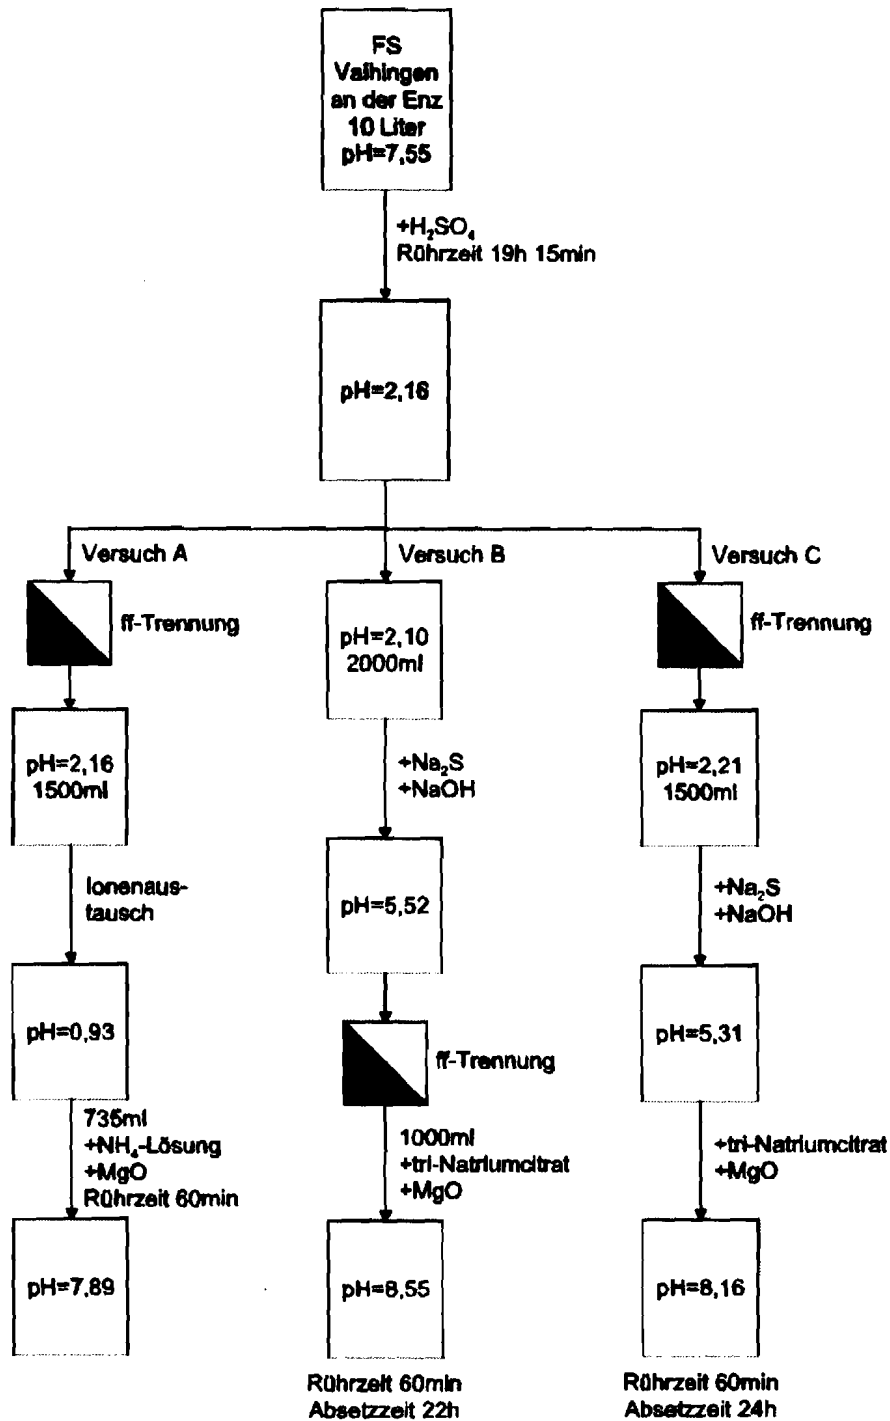 FS
Vaihingen
an der Enz
10 Liter
pH=7,55
+H₂SO₄
Rührzeit 19h 15min
pH=2,16
Versuch A
ff-Trennung
pH=2,16
1500ml
Ionenaus-
tausch
pH=0,93
735ml
+NH₄-Lösung
+MgO
Rührzeit 60min
pH=7,89
Versuch B
pH=2,10
2000ml
+Na₂S
+NaOH
pH=5,52
ff-Trennung
1000ml
+tri-Natriumcitrat
+MgO
pH=8,55
Rührzeit 60min
Absetzzeit 22h
Versuch C
ff-Trennung
pH=2,21
1500ml
+Na₂S
+NaOH
pH=5,31
+tri-Natriumcitrat
+MgO
pH=8,16
Rührzeit 60min
Absetzzeit 24h